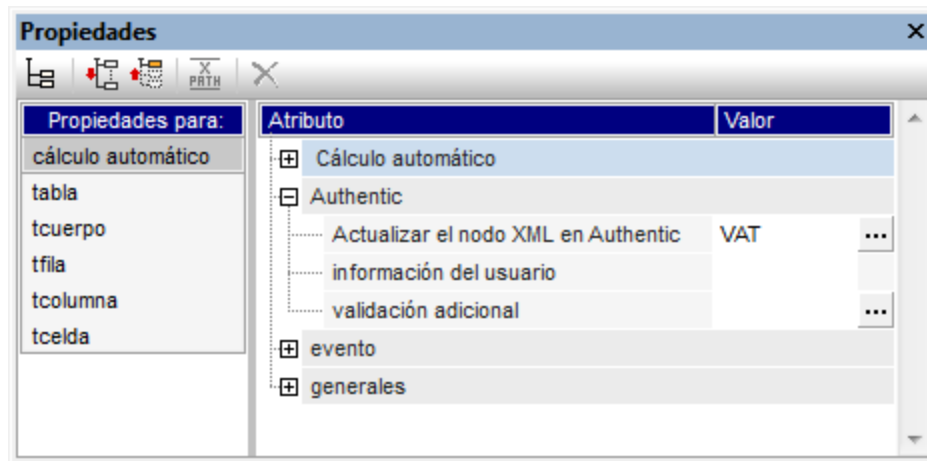 Propiedades
X
PATH
Propiedades para:
cálculo automático
tabla
tcuerpo
tfila
tcolumna
tcelda
Atributo Valor
Cálculo automático
Authentic
Actualizar el nodo XML en Authentic VAT ...
información del usuario
validación adicional ...
evento
generales